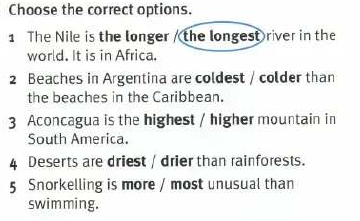 Choose the correct options.
1 The Nile is the longer / the longest river in the
world. It is in Africa.
2 Beaches in Argentina are coldest / colder than
the beaches in the Caribbean.
3 Aconcagua is the highest / higher mountain in
South America.
4 Deserts are driest / drier than rainforests.
5 Snorkelling is more / most unusual than
swimming.